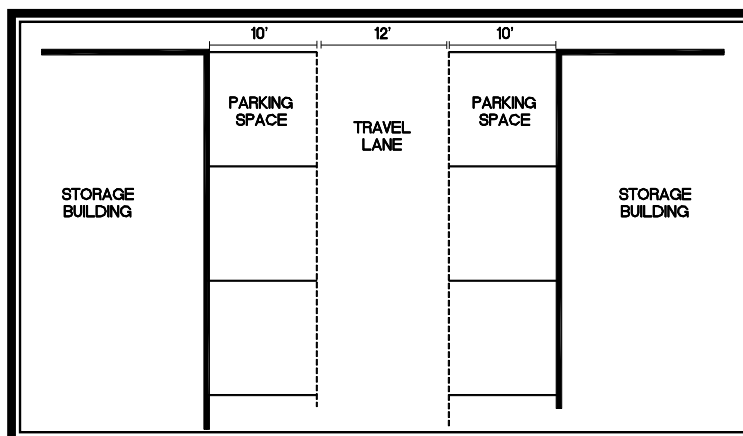 10' 12' 10'
PARKING
SPACE
TRAVEL
LANE
PARKING
SPACE
STORAGE
BUILDING
STORAGE
BUILDING